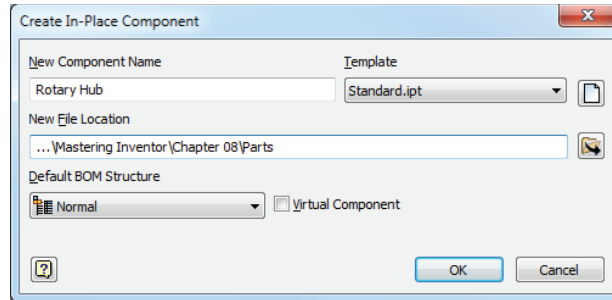 Create In-Place Component
New Component Name
Template
Rotary Hub
Standard.ipt
New File Location
...\Mastering Inventor\Chapter 08\Parts
Default BOM Structure
Normal
Virtual Component
OK
Cancel